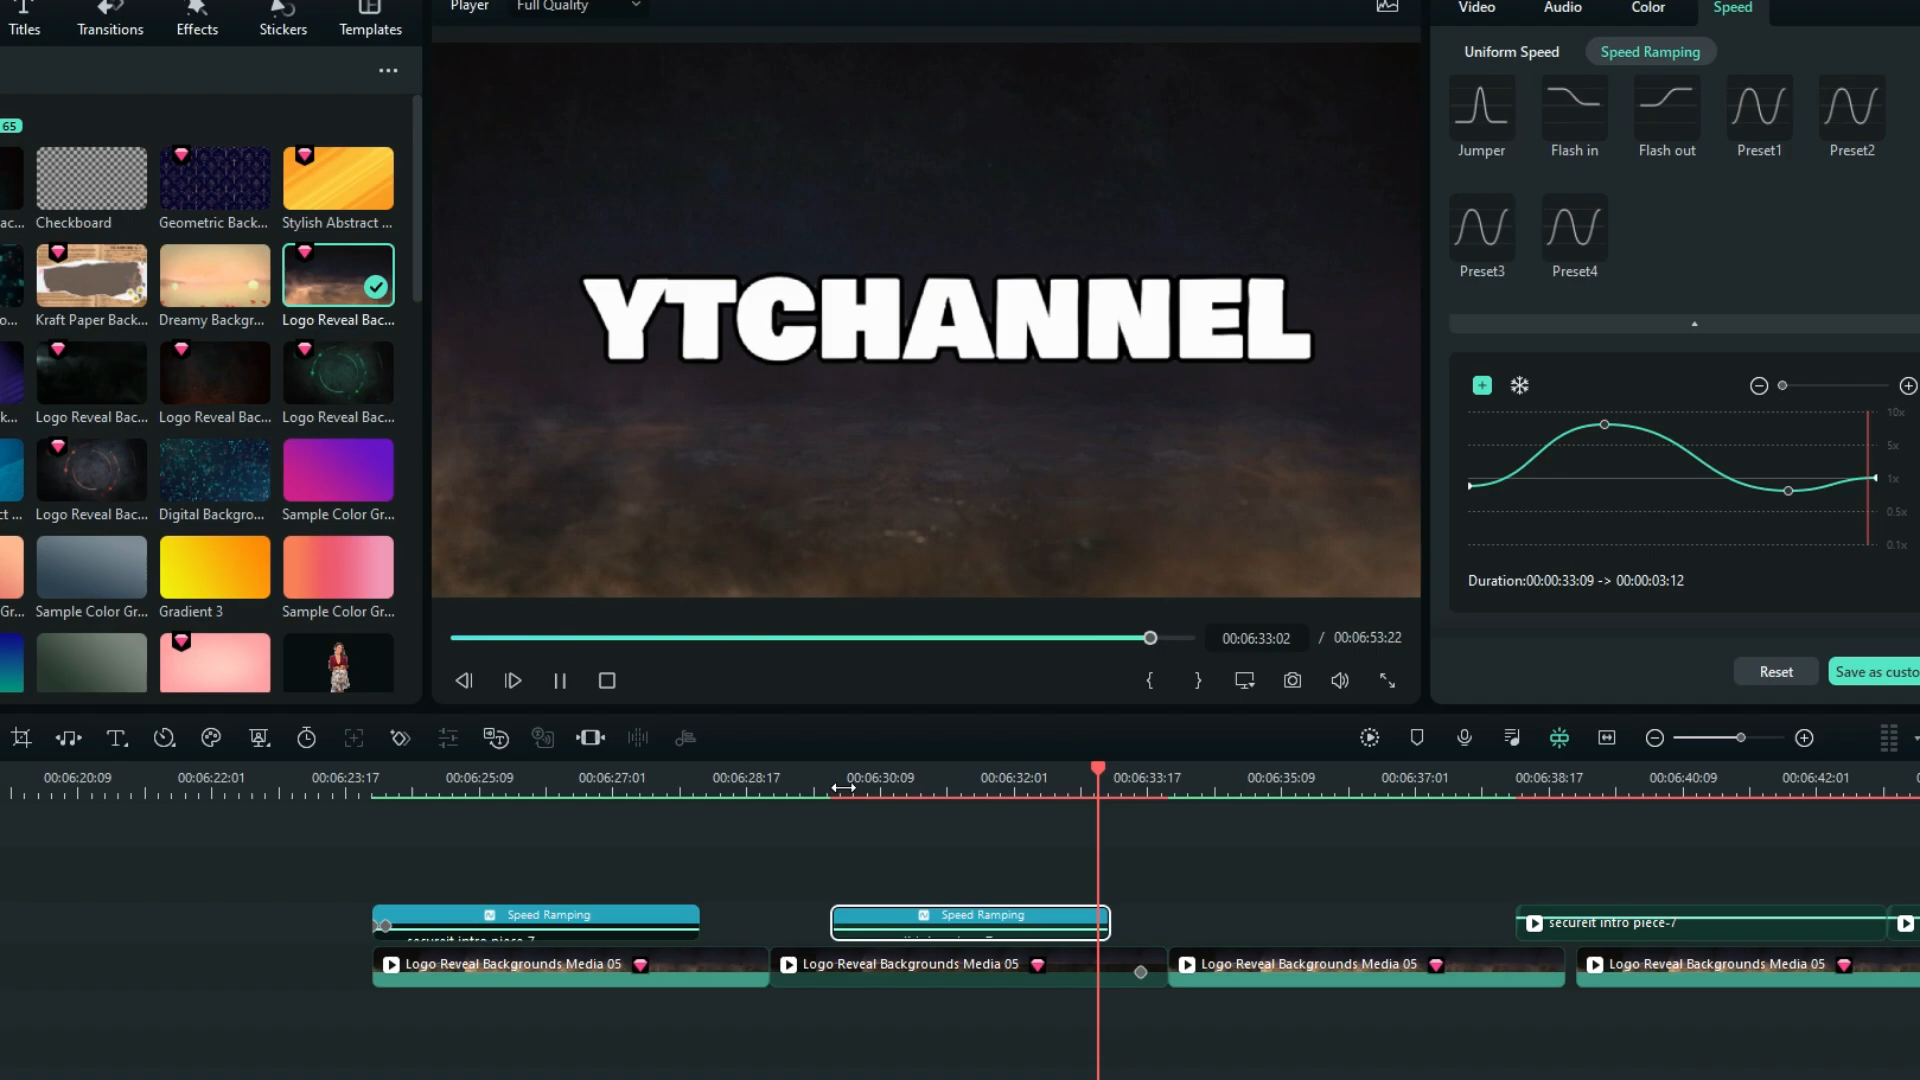 Titles
Transitions
Effects
Stickers
Templates
Player
Full Quality
Video
Audio
Color
Speed
Uniform Speed
Speed Ramping
Jumper
Flash in
Flash out
Preset1
Preset2
Preset3
Preset4
65
ac...
Checkboard
Geometric Back...
Stylish Abstract ...
o...
Kraft Paper Back...
Dreamy Backgr...
Logo Reveal Bac...
k...
Logo Reveal Bac...
Logo Reveal Bac...
Logo Reveal Bac...
ct ...
Logo Reveal Bac...
Digital Backgro...
Sample Color Gr...
Gr...
Sample Color Gr...
Gradient 3
Sample Color Gr...
YTCHANNEL
10x
5x
1x
0.5x
0.1x
Duration:00:00:33:09 -> 00:00:03:12
00:06:33:02 / 00:06:53:22
Reset
Save as custo
00:06:20:09
00:06:22:01
00:06:23:17
00:06:25:09
00:06:27:01
00:06:28:17
00:06:30:09
00:06:32:01
00:06:33:17
00:06:35:09
00:06:37:01
00:06:38:17
00:06:40:09
00:06:42:01
Speed Ramping
secureit intro piece-7
Speed Ramping
secureit intro piece-7
Logo Reveal Backgrounds Media 05
Logo Reveal Backgrounds Media 05
Logo Reveal Backgrounds Media 05
Logo Reveal Backgrounds Media 05